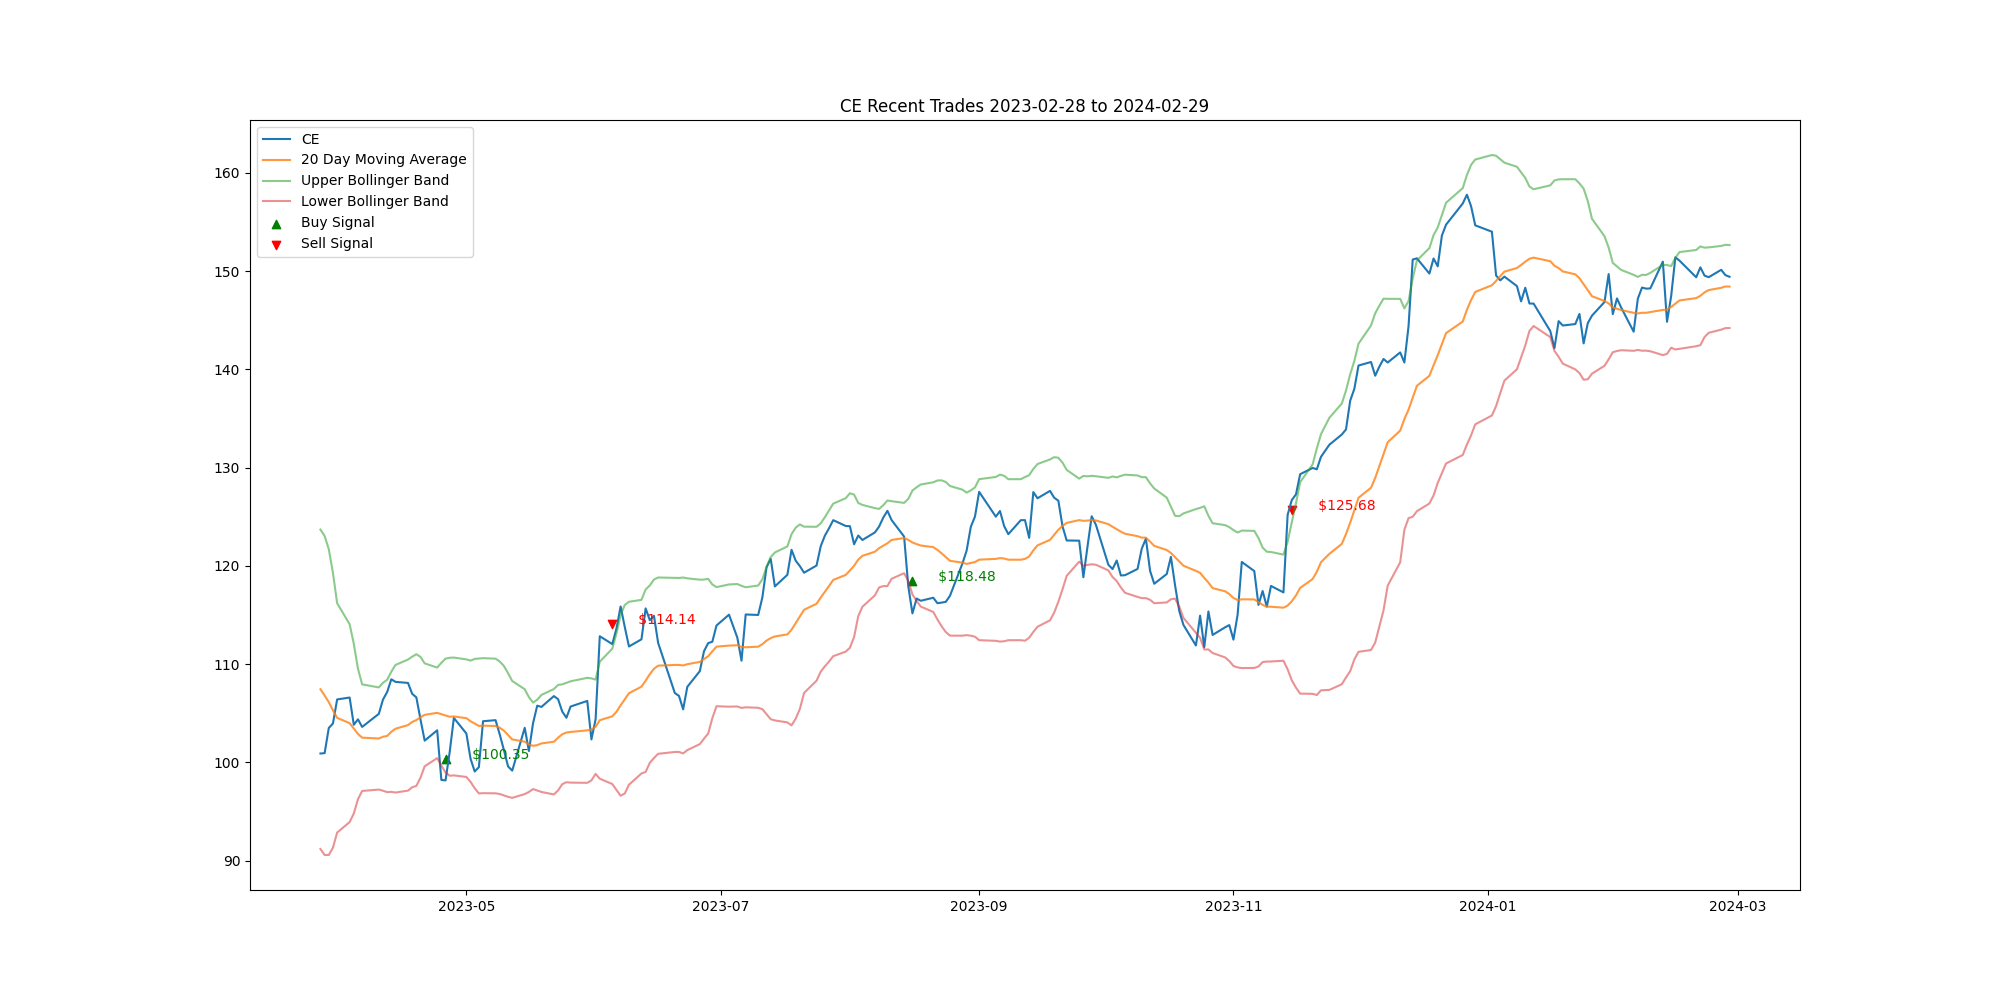 CE Recent Trades 2023-02-28 to 2024-02-29
CE
20 Day Moving Average
Upper Bollinger Band
Lower Bollinger Band
Buy Signal
Sell Signal
160
150
140
130
120
110
100
90
$125.68
$118.48
$114.14
$100.35
2023-05
2023-07
2023-09
2023-11
2024-01
2024-03